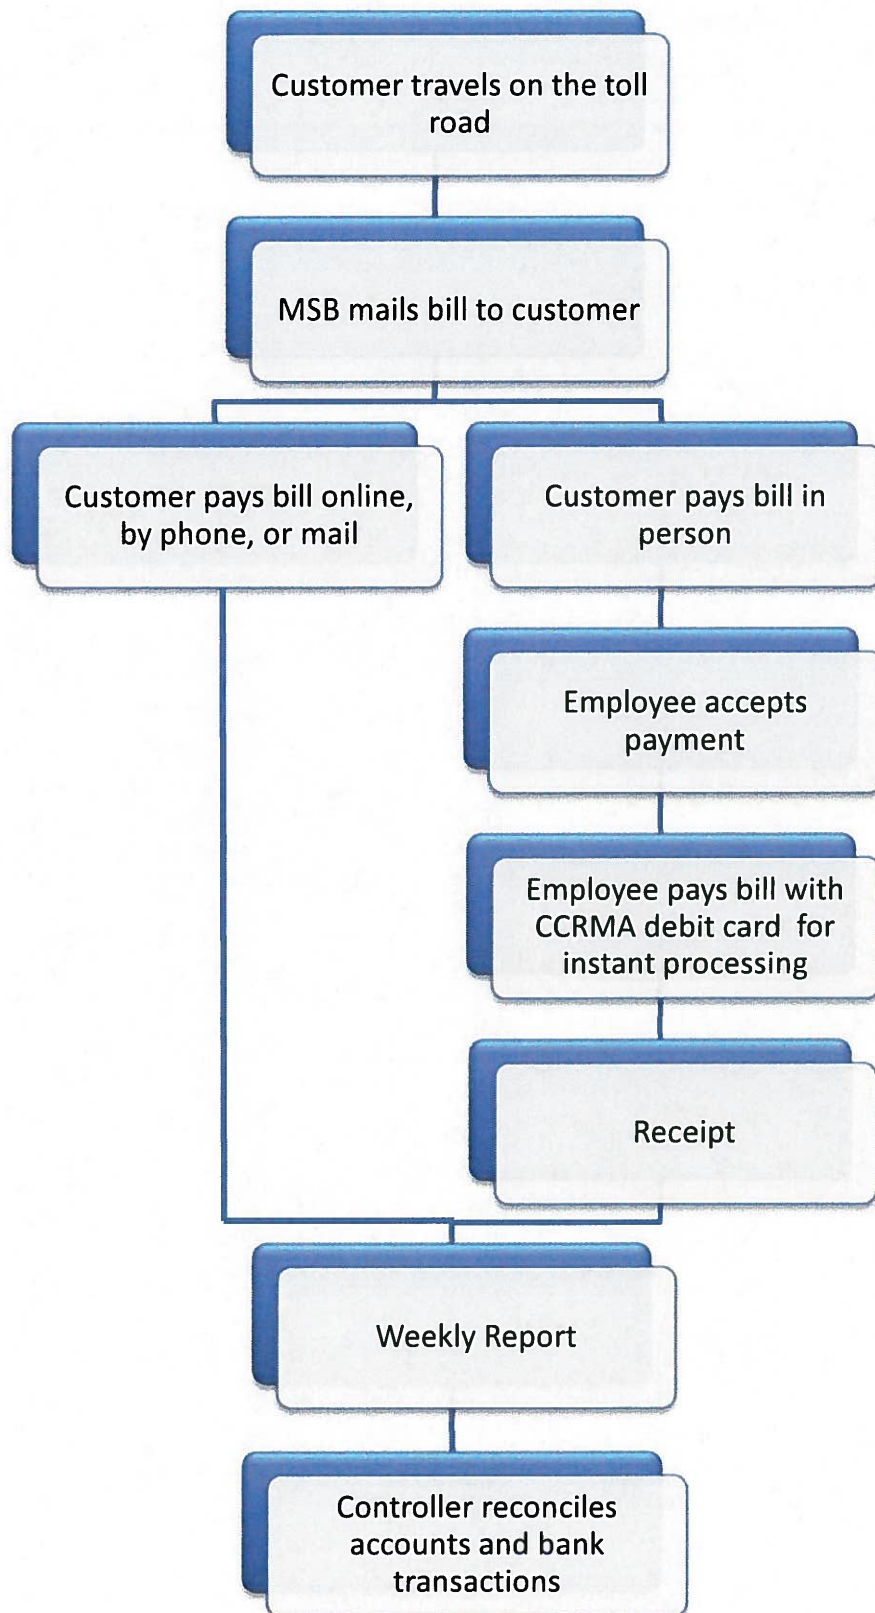 Customer travels on the toll
road
MSB mails bill to customer
Customer pays bill online,
by phone, or mail
Customer pays bill in
person
Employee accepts
payment
Employee pays bill with
CCRMA debit card for
instant processing
Receipt
Weekly Report
Controller reconciles
accounts and bank
transactions